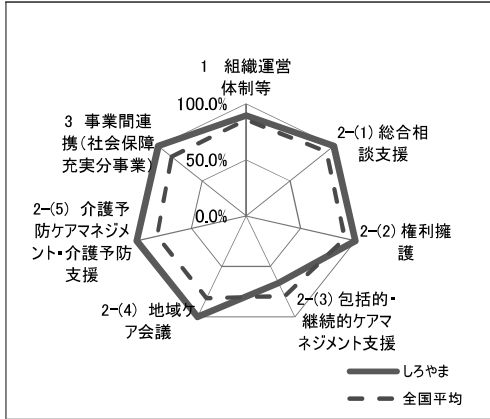 1　組織運営
体制等
100.0%
50.0%
0.0%
2−(1) 総合相
談支援
2−(2) 権利擁
護
2−(3) 包括的・
継続的ケアマ
ネジメント支援
2−(4) 地域ケ
ア会議
2−(5) 介護予
防ケアマネジメ
ント・介護予防
支援
3 事業間連
携(社会保障
充実分事業)
しろやま
全国平均